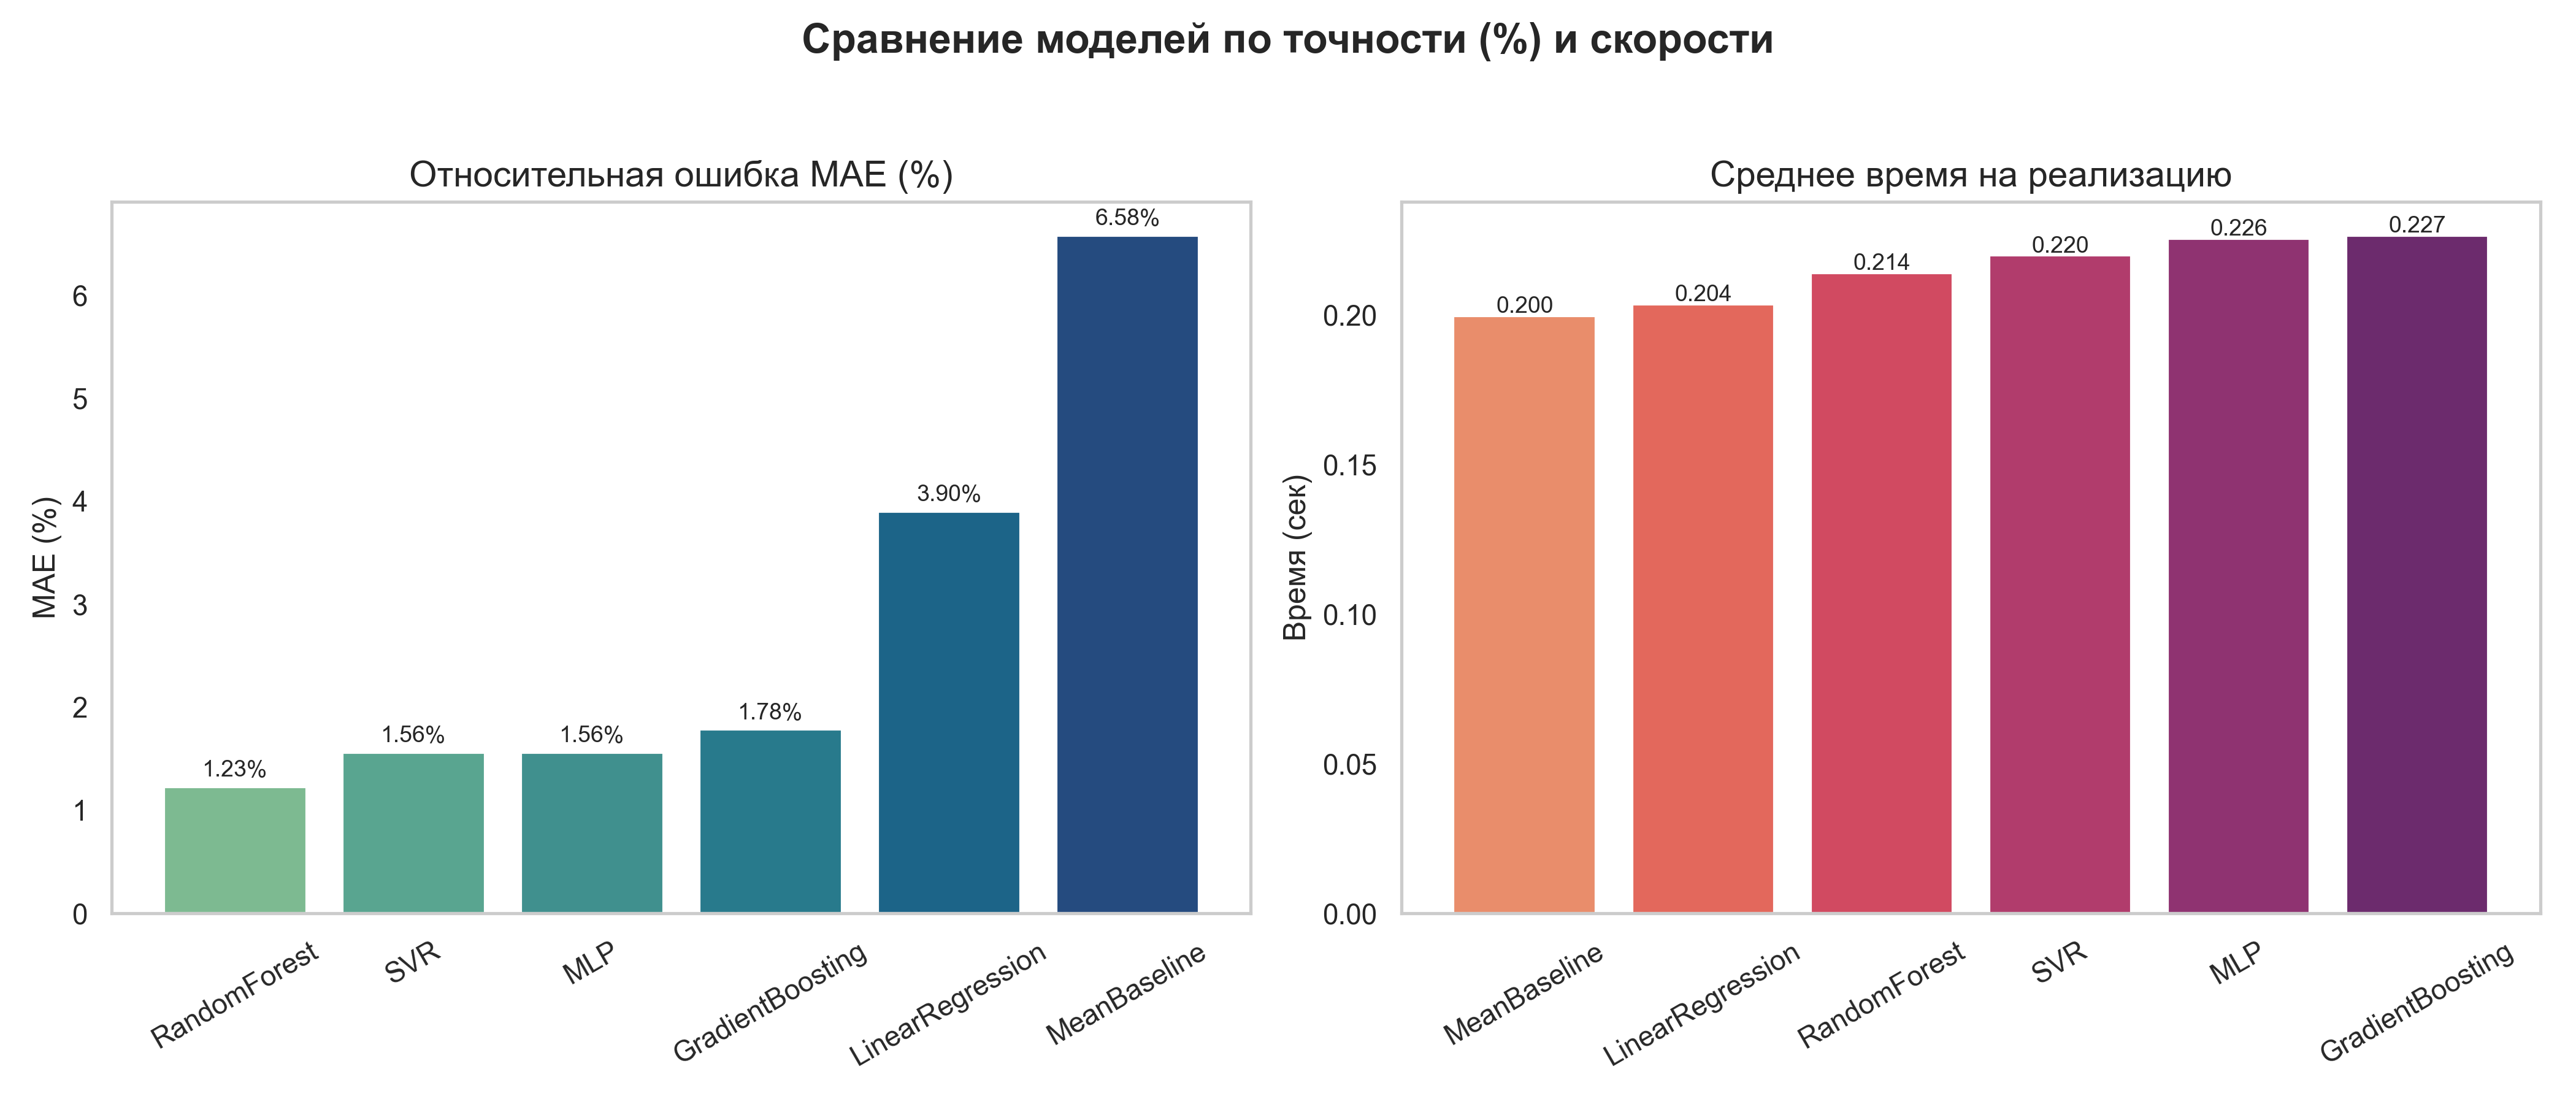 Сравнение моделей по точности (%) и скорости
Относительная ошибка MAE (%)
MAE (%)
6
5
4
3
2
1
0
1.23%
1.56%
1.56%
1.78%
3.90%
6.58%
RandomForest
SVR
MLP
GradientBoosting
LinearRegression
MeanBaseline
Среднее время на реализацию
Время (сек)
0.20
0.15
0.10
0.05
0.00
0.200
0.204
0.214
0.220
0.226
0.227
MeanBaseline
LinearRegression
RandomForest
SVR
MLP
GradientBoosting